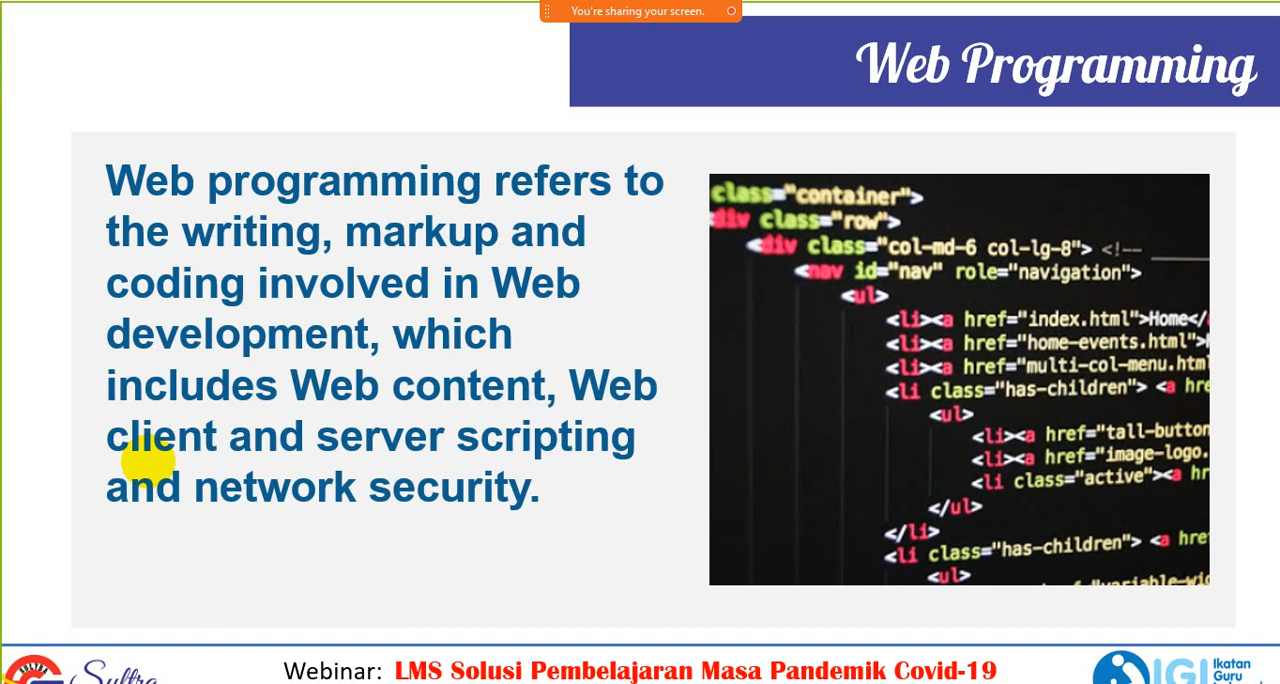 You're sharing your screen.
Web Programming
Web programming refers to
the writing, markup and
coding involved in Web
development, which
includes Web content, Web
client and server scripting
and network security.
class="container">
div class="row">
<div class="col-md-6 col-lg-8"> <!--
<nav id="nav" role="navigation">
<ul>
<li><a href="index.html">Home</
<li><a href="home-events.html">
<li><a href="multi-col-menu.html
<li class="has-children"> <a hre
<ul>
<li><a href="tall-button
<li><a href="image-logo.
<li class="active"><a hr
</ul>
</li>
<li class="has-children"> <a hre
<ul>
Webinar: LMS Solusi Pembelajaran Masa Pandemik Covid-19
SULTRA
Sultra
IGI
Ikatan
Guru